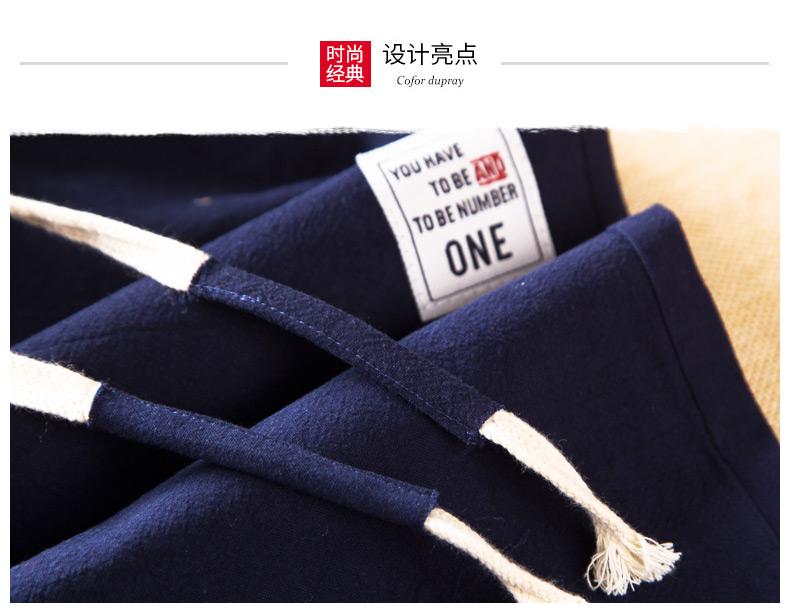 时尚
经典
设计亮点
Cofor dupray
YOU HAVE
TO BE AND
TO BE NUMBER
ONE